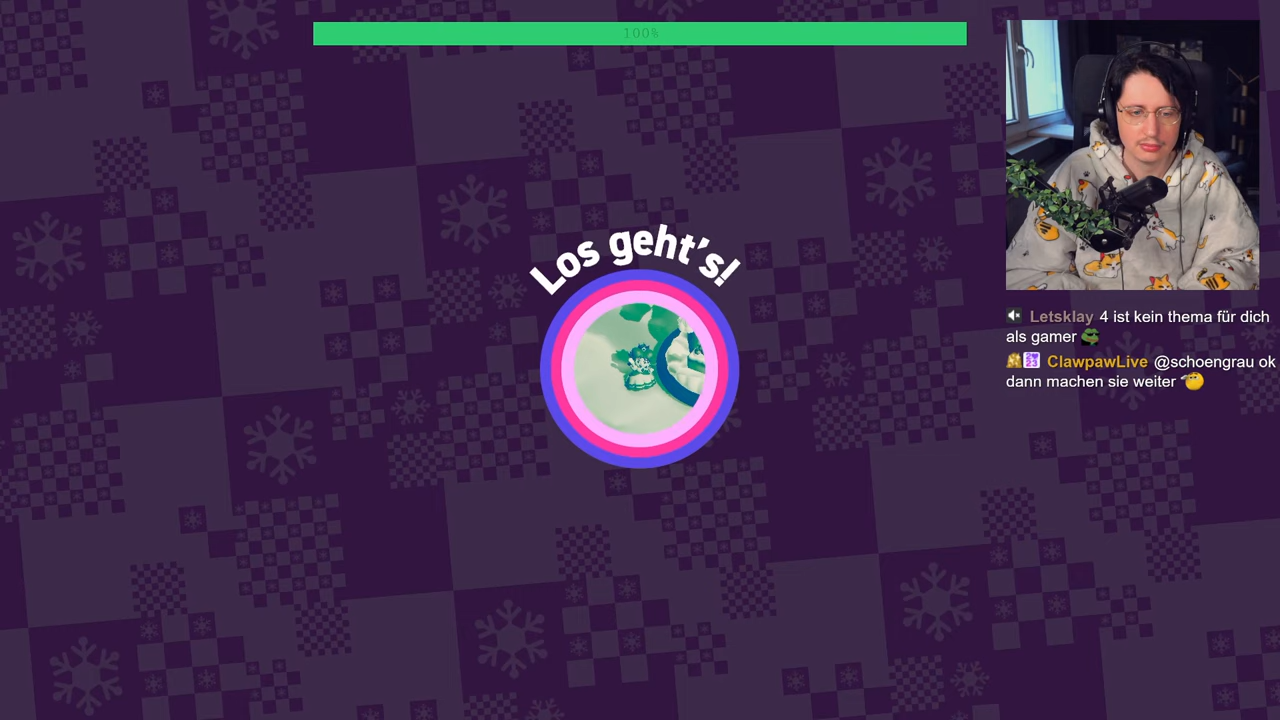 100%
Los geht's!
Letsklay 4 ist kein thema für dich
als gamer
ClawpawLive @schoengrau ok
dann machen sie weiter